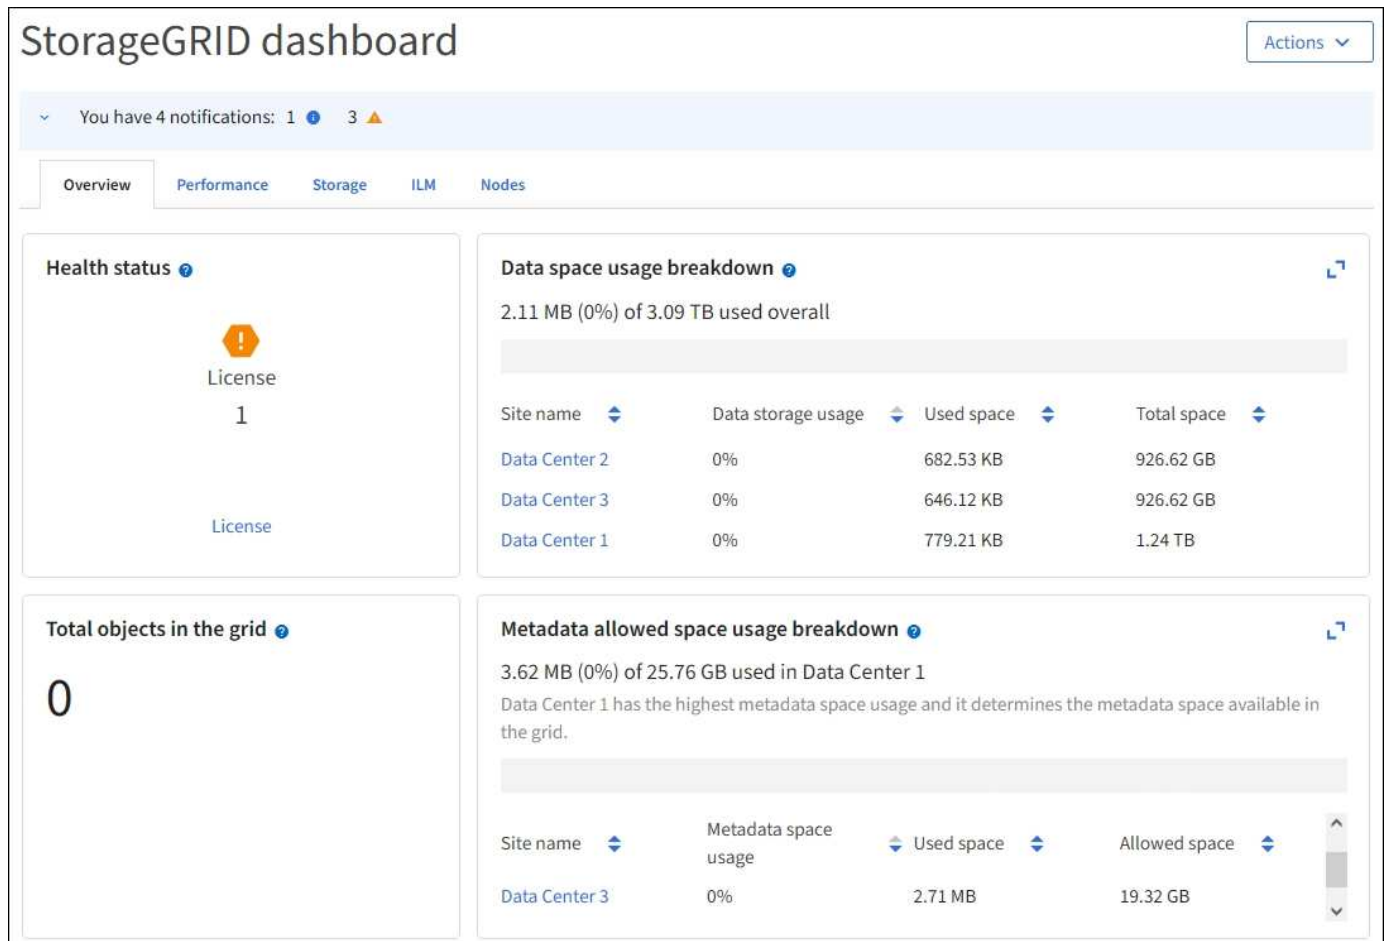 StorageGRID dashboard
Actions
You have 4 notifications: 1 3
Overview Performance Storage ILM Nodes
Health status
License
1
License
Data space usage breakdown
2.11 MB (0%) of 3.09 TB used overall
Site name Data storage usage Used space Total space
Data Center 2 0% 682.53 KB 926.62 GB
Data Center 3 0% 646.12 KB 926.62 GB
Data Center 1 0% 779.21 KB 1.24 TB
Total objects in the grid
0
Metadata allowed space usage breakdown
3.62 MB (0%) of 25.76 GB used in Data Center 1
Data Center 1 has the highest metadata space usage and it determines the metadata space available in
the grid.
Site name Metadata space usage Used space Allowed space
Data Center 3 0% 2.71 MB 19.32 GB